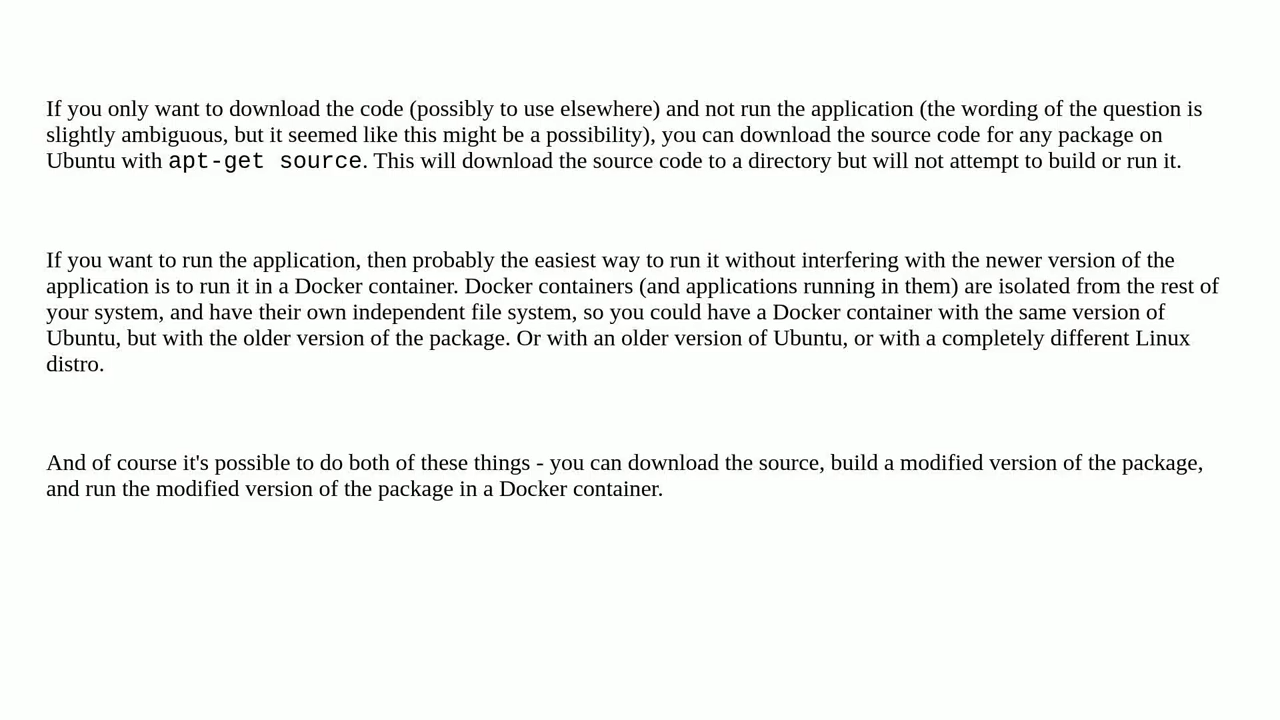 If you only want to download the code (possibly to use elsewhere) and not run the application (the wording of the question is
slightly ambiguous, but it seemed like this might be a possibility), you can download the source code for any package on
Ubuntu with apt-get source. This will download the source code to a directory but will not attempt to build or run it.
If you want to run the application, then probably the easiest way to run it without interfering with the newer version of the
application is to run it in a Docker container. Docker containers (and applications running in them) are isolated from the rest of
your system, and have their own independent file system, so you could have a Docker container with the same version of
Ubuntu, but with the older version of the package. Or with an older version of Ubuntu, or with a completely different Linux
distro.
And of course it's possible to do both of these things - you can download the source, build a modified version of the package,
and run the modified version of the package in a Docker container.